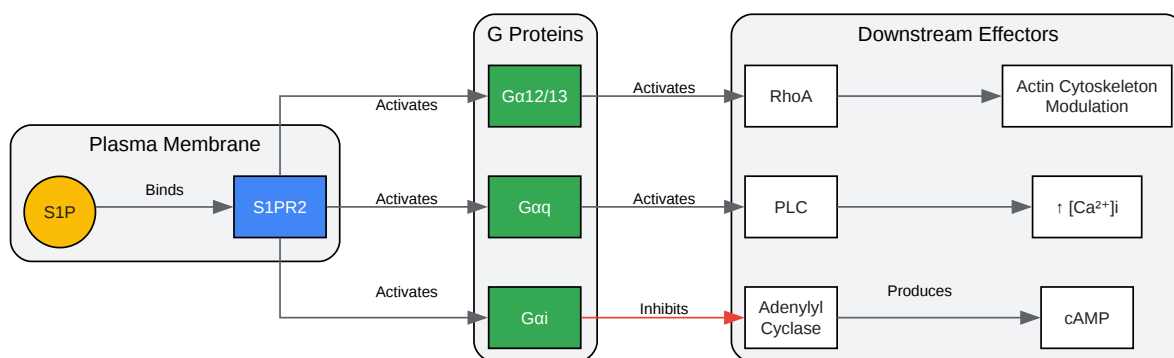 G Proteins
Downstream Effectors
Gα12/13
Activates
Activates
RhoA
Actin Cytoskeleton
Modulation
Plasma Membrane
S1P
Binds
S1PR2
Activates
Gαq
Activates
PLC
↑ [Ca²⁺]i
Activates
Gαi
Inhibits
Adenylyl
Cyclase
Produces
cAMP